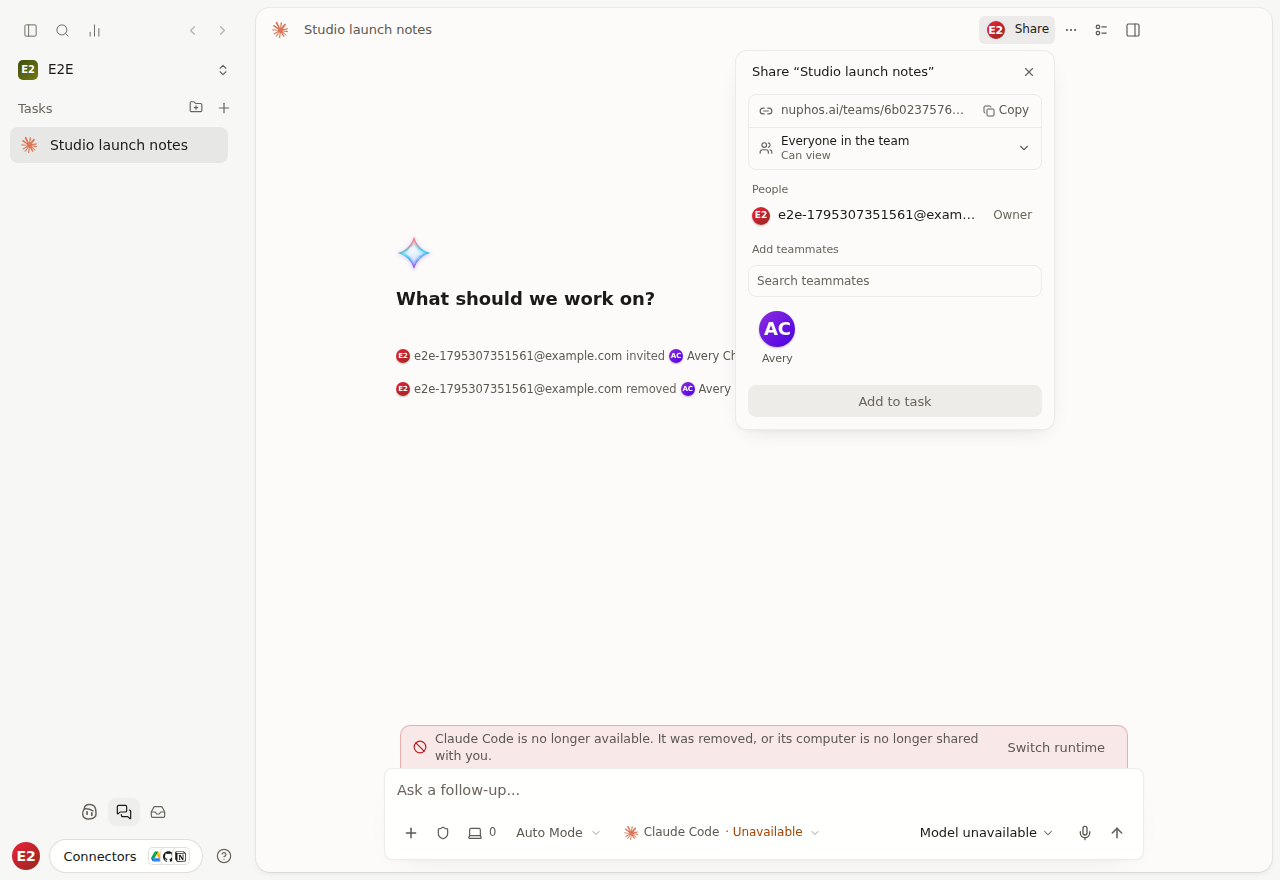 Studio launch notes
E2 Share
E2 E2E
Tasks
Studio launch notes
Share “Studio launch notes”
nuphos.ai/teams/6b0237576… Copy
Everyone in the team
Can view
People
E2 e2e-1795307351561@exam… Owner
Add teammates
Search teammates
AC
Avery
Add to task
What should we work on?
E2 e2e-1795307351561@example.com invited AC Avery Ch
E2 e2e-1795307351561@example.com removed AC Avery
Claude Code is no longer available. It was removed, or its computer is no longer shared
with you.
Switch runtime
Ask a follow-up...
0 Auto Mode Claude Code · Unavailable Model unavailable
E2 Connectors